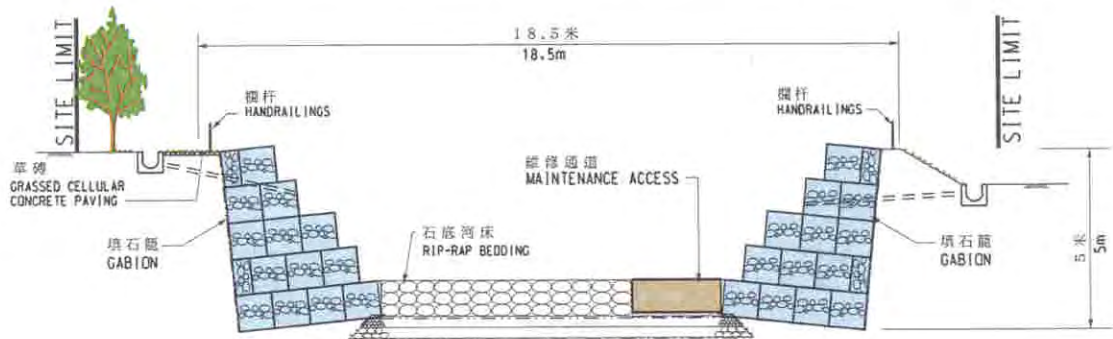 SITE LIMIT
18.5米
18.5m
SITE LIMIT
欄杆
HANDRAILINGS
欄杆
HANDRAILINGS
草磚
GRASSED CELLULAR
CONCRETE PAVING
維修通道
MAINTENANCE ACCESS
填石籠
GABION
石底河床
RIP-RAP BEDDING
填石籠
GABION
5米
5m